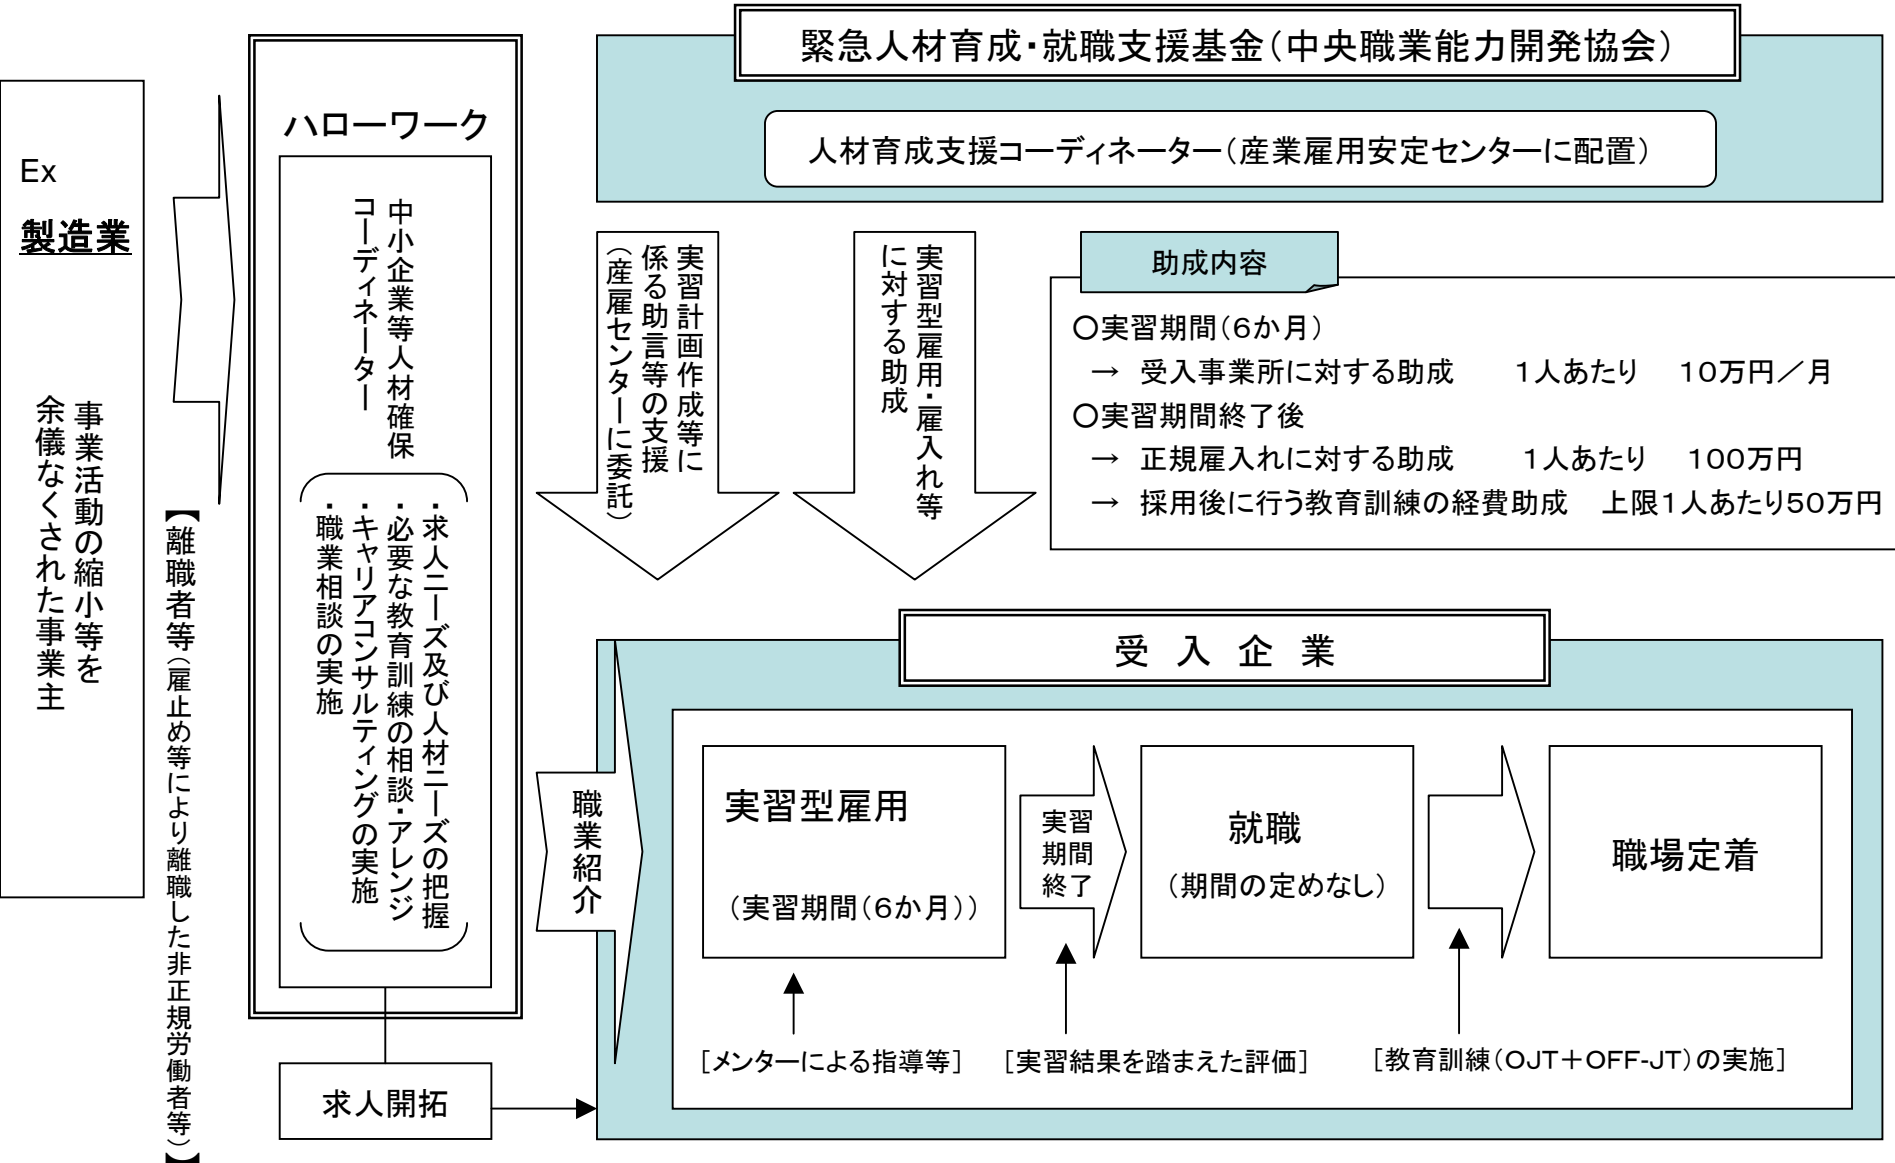 緊急人材育成・就職支援基金（中央職業能力開発協会）
人材育成支援コーディネーター（産業雇用安定センターに配置）
Ex
製造業
事業活動の縮小等を
余儀なくされた事業主
【離職者等（雇止め等により離職した非正規労働者等）】
ハローワーク
中小企業等人材確保
コーディネーター
・求人ニーズ及び人材ニーズの把握
・必要な教育訓練の相談・アレンジ
・キャリアコンサルティングの実施
・職業相談の実施
求人開拓
職業紹介
実習計画作成等に
係る助言等の支援
（産雇センターに委託）
実習型雇用・雇入れ等
に対する助成
助成内容
○実習期間（６か月）
→　受入事業所に対する助成　　１人あたり　１０万円／月
○実習期間終了後
→　正規雇入れに対する助成　　１人あたり　１００万円
→　採用後に行う教育訓練の経費助成　上限１人あたり５０万円
受　入　企　業
実習型雇用
（実習期間（６か月））
実習
期間
終了
就職
（期間の定めなし）
職場定着
［メンターによる指導等］
［実習結果を踏まえた評価］
［教育訓練（ＯＪＴ＋ＯＦＦ-ＪＴ）の実施］